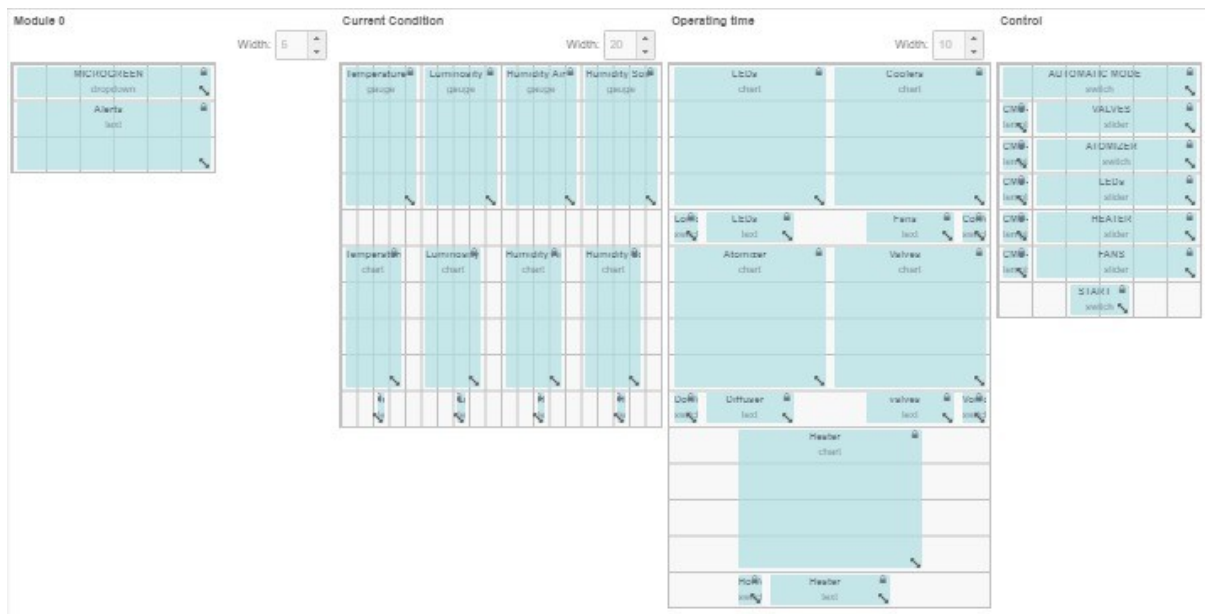 Module 0
Width: 5
MICROGREEN
dropdown
Alerts
text
Current Condition
Width: 20
Temperature
gauge
Luminosity
gauge
Humidity Air
gauge
Humidity Soi
gauge
chart
Luminosity
chart
Humidity
chart
Humidity
chart
Operating time
Width: 10
LEDs
chart
Coolers
chart
LEDs
text
Fans
text
Atomizer
chart
Valves
chart
Diffuser
text
valves
text
Heater
chart
Heater
text
Control
AUTOMATIC MODE
switch
VALVES
slider
ATOMIZER
switch
LEDs
slider
HEATER
slider
FANS
slider
START
switch